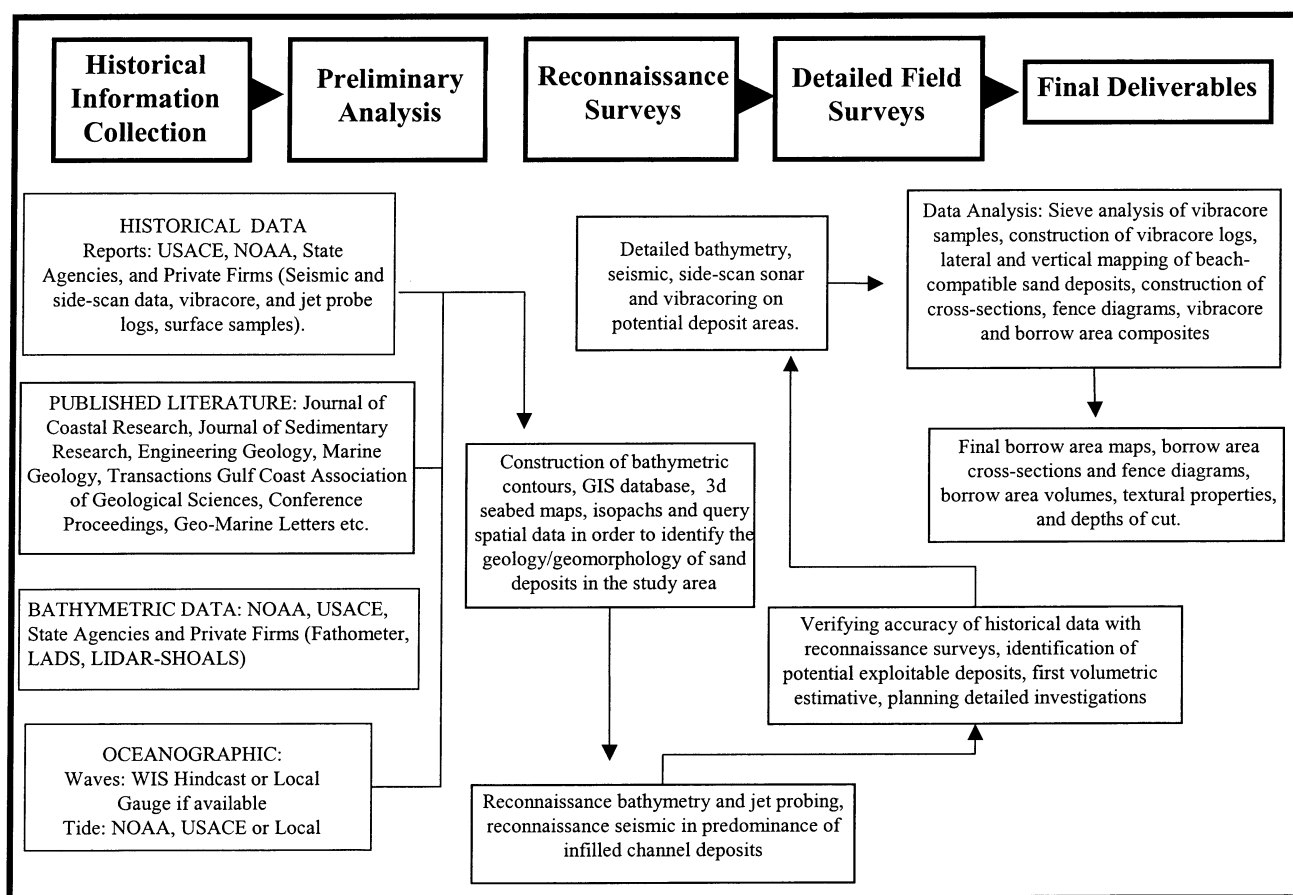 Historical
Information
Collection
Preliminary
Analysis
Reconnaissance
Surveys
Detailed Field
Surveys
Final Deliverables
HISTORICAL DATA
Reports: USACE, NOAA, State
Agencies, and Private Firms (Seismic and
side-scan data, vibracore, and jet probe
logs, surface samples).
PUBLISHED LITERATURE: Journal of
Coastal Research, Journal of Sedimentary
Research, Engineering Geology, Marine
Geology, Transactions Gulf Coast Association
of Geological Sciences, Conference
Proceedings, Geo-Marine Letters etc.
BATHYMETRIC DATA: NOAA, USACE,
State Agencies and Private Firms (Fathometer,
LADS, LIDAR-SHOALS)
OCEANOGRAPHIC:
Waves: WIS Hindcast or Local
Gauge if available
Tide: NOAA, USACE or Local
Construction of bathymetric
contours, GIS database, 3d
seabed maps, isopachs and query
spatial data in order to identify the
geology/geomorphology of sand
deposits in the study area
Reconnaissance bathymetry and jet probing,
reconnaissance seismic in predominance of
infilled channel deposits
Verifying accuracy of historical data with
reconnaissance surveys, identification of
potential exploitable deposits, first volumetric
estimative, planning detailed investigations
Detailed bathymetry,
seismic, side-scan sonar
and vibracoring on
potential deposit areas.
Data Analysis: Sieve analysis of vibracore
samples, construction of vibracore logs,
lateral and vertical mapping of beach-
compatible sand deposits, construction of
cross-sections, fence diagrams, vibracore
and borrow area composites
Final borrow area maps, borrow area
cross-sections and fence diagrams,
borrow area volumes, textural properties,
and depths of cut.